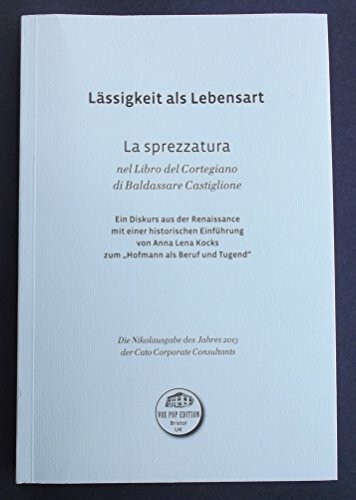 Lässigkeit als Lebensart
La sprezzatura
nel Libro del Cortegiano
di Baldassare Castiglione
Ein Diskurs aus der Renaissance
mit einer historischen Einführung
von Anna Lena Kocks
zum „Hofmann als Beruf und Tugend“
Die Nikolausgabe des Jahres 2013
der Cato Corporate Consultants
VOX POP EDITION
Bristol
UK